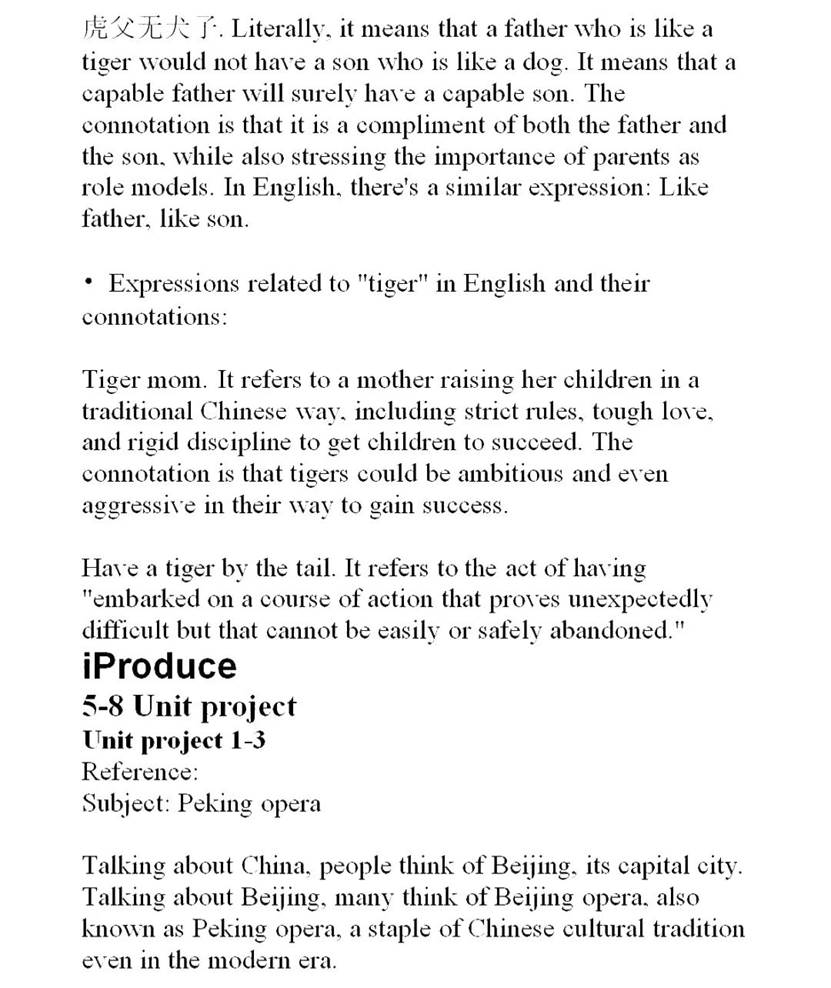 虎父无犬子. Literally, it means that a father who is like a
tiger would not have a son who is like a dog. It means that a
capable father will surely have a capable son. The
connotation is that it is a compliment of both the father and
the son, while also stressing the importance of parents as
role models. In English, there's a similar expression: Like
father, like son.
• Expressions related to "tiger" in English and their
connotations:
Tiger mom. It refers to a mother raising her children in a
traditional Chinese way, including strict rules, tough love,
and rigid discipline to get children to succeed. The
connotation is that tigers could be ambitious and even
aggressive in their way to gain success.
Have a tiger by the tail. It refers to the act of having
"embarked on a course of action that proves unexpectedly
difficult but that cannot be easily or safely abandoned."
iProduce
5-8 Unit project
Unit project 1-3
Reference:
Subject: Peking opera
Talking about China, people think of Beijing, its capital city.
Talking about Beijing, many think of Beijing opera, also
known as Peking opera, a staple of Chinese cultural tradition
even in the modern era.